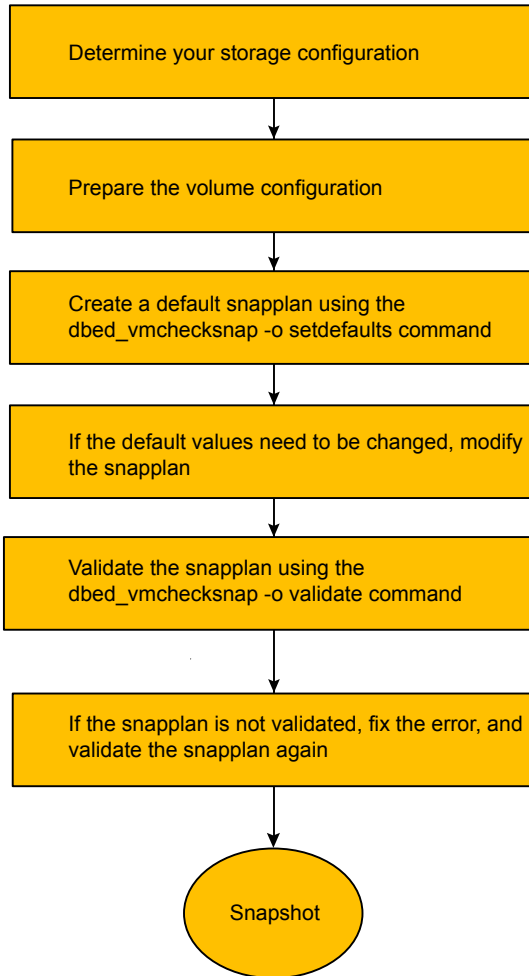 Determine your storage configuration
Prepare the volume configuration
Create a default snapplan using the
dbed_vmchecksnap -o setdefaults command
If the default values need to be changed, modify
the snapplan
Validate the snapplan using the
dbed_vmchecksnap -o validate command
If the snapplan is not validated, fix the error, and
validate the snapplan again
Snapshot